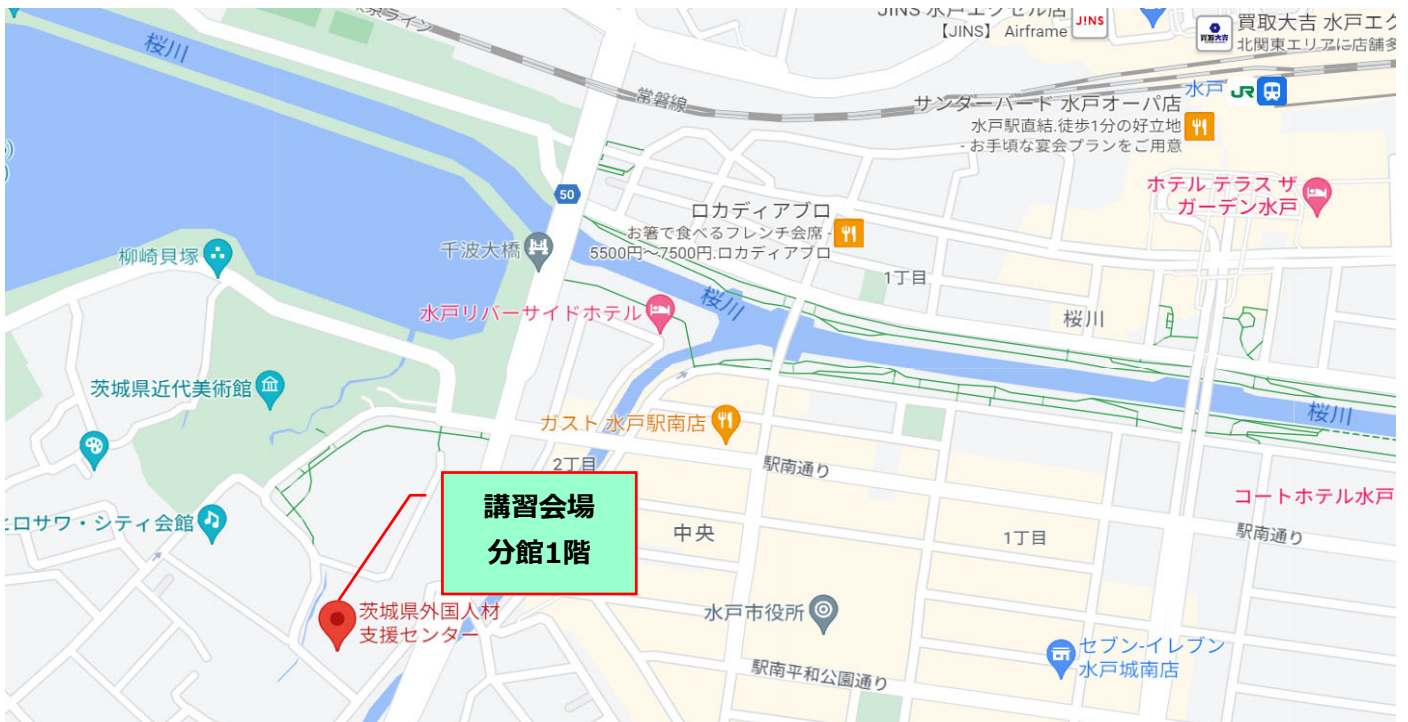 JINS 水戸エクセル店
【JINS】 Airframe
JINS
買取大吉 水戸エク
北関東エリアに店舗多
買取大吉
桜川
常磐線
水戸 JR
サンダーバード 水戸オーパ店
水戸駅直結.徒歩1分の好立地
- お手頃な宴会プランをご用意
50
ホテル テラス ザ
ガーデン水戸
ロカディアブロ
お箸で食べるフレンチ会席 -
5500円～7500円.ロカディアブロ
千波大橋
柳崎貝塚
1丁目
桜川
桜川
水戸リバーサイドホテル
茨城県近代美術館
桜川
ガスト 水戸駅南店
2丁目
駅南通り
講習会場
分館1階
コートホテル水戸
ヒロサワ・シティ会館
中央
1丁目
駅南通り
茨城県外国人材
支援センター
水戸市役所
セブン-イレブン
水戸城南店
駅南平和公園通り